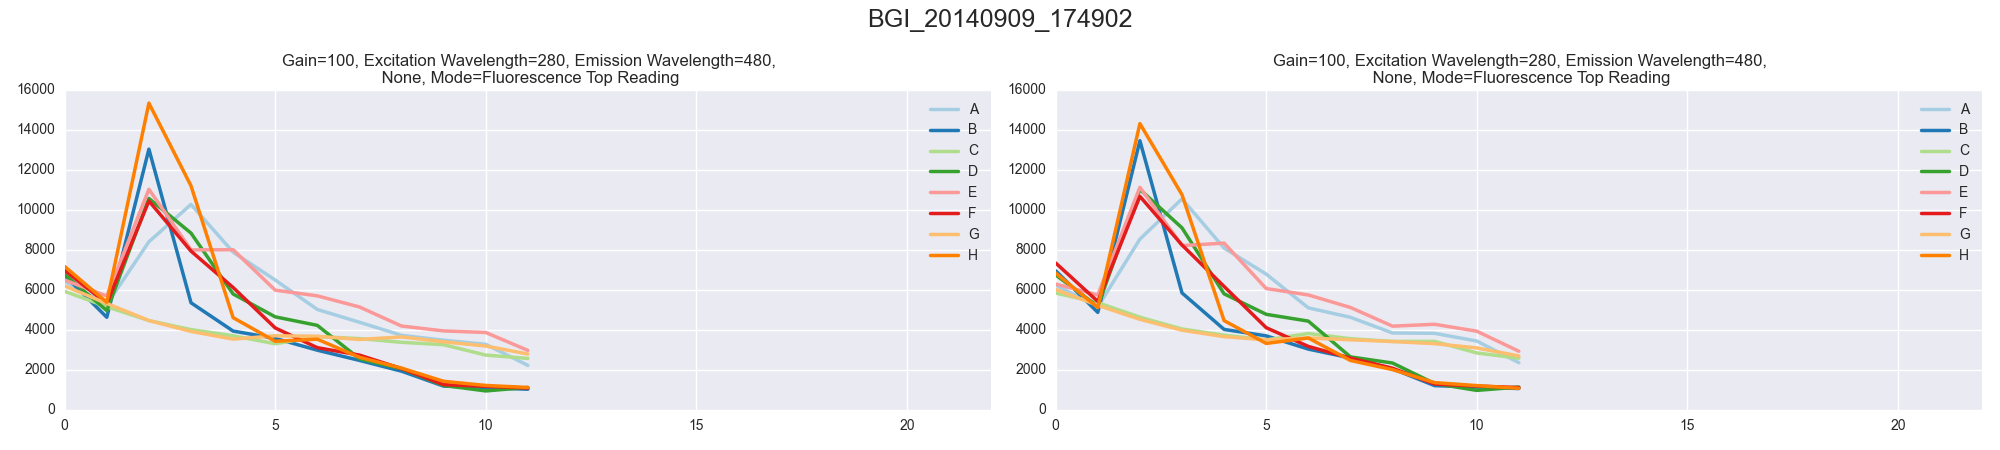 BGI_20140909_174902
Gain=100, Excitation Wavelength=280, Emission Wavelength=480,
None, Mode=Fluorescence Top Reading
16000
14000
12000
10000
8000
6000
4000
2000
0
0
5
10
15
20
A
B
C
D
E
F
G
H
Gain=100, Excitation Wavelength=280, Emission Wavelength=480,
None, Mode=Fluorescence Top Reading
16000
14000
12000
10000
8000
6000
4000
2000
0
0
5
10
15
20
A
B
C
D
E
F
G
H